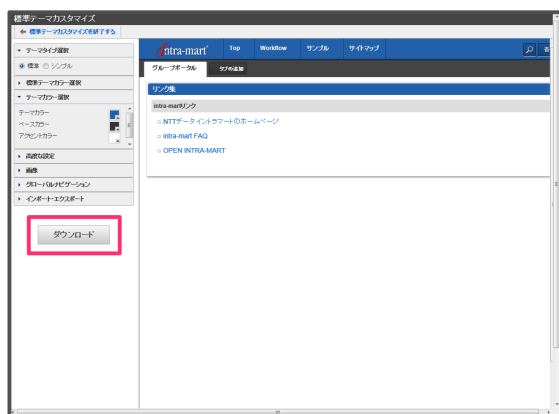 標準テーマカスタマイズ
標準テーマカスタマイズを終了する
テーマタイプ選択
標準 シンプル
標準テーマカラー選択
テーマカラー選択
テーマカラー
ベースカラー
アクセントカラー
高度な設定
画像
グローバルナビゲーション
インポート・エクスポート
ダウンロード
intra-mart Top Workflow サンプル サイトマップ
グループポータル タブの追加
リンク集
intra-martリンク
NTTデータイントラマートのホームページ
intra-mart FAQ
OPEN INTRA-MART